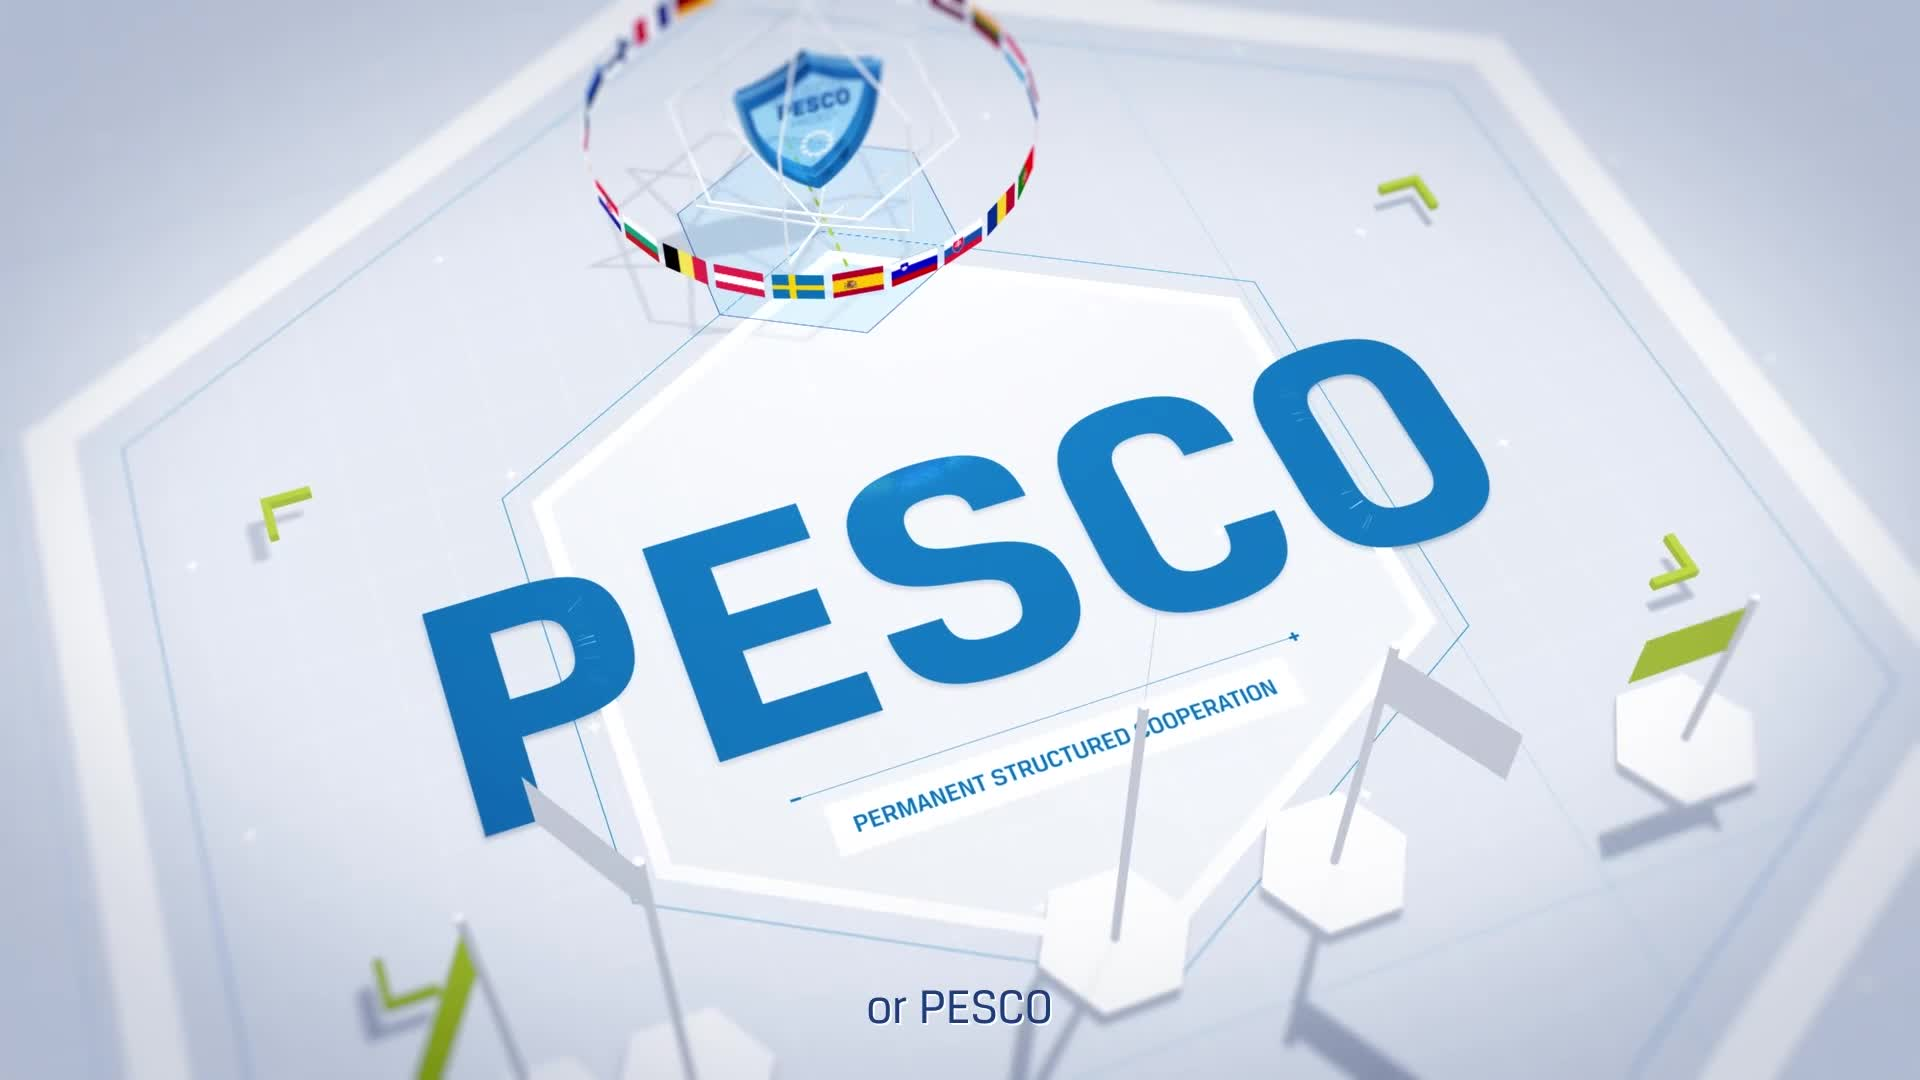 PESCO
PESCO
PERMANENT STRUCTURED COOPERATION
or PESCO